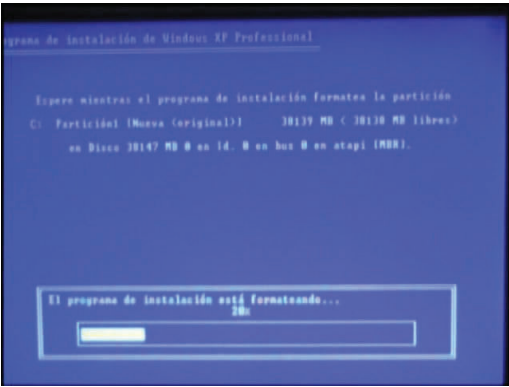 ograma de instalación de Windows XP Professional
Espere mientras el programa de instalación formatea la partición
C: Partición1 [Nueva (original)] 38139 MB ( 38138 MB libres)
en Disco 38147 MB 0 en Id. 0 en bus 0 en atapi [MBR].
El programa de instalación está formateando...
20%